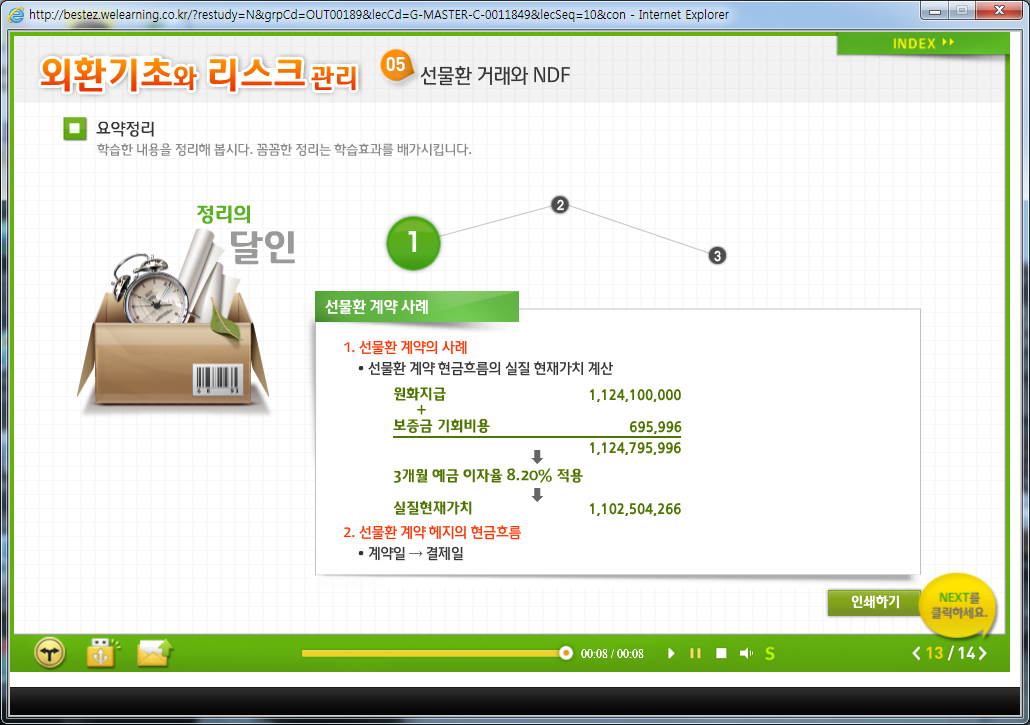 http://bestez.welearning.co.kr/?restudy=N&grpCd=OUT00189&lecCd=G-MASTER-C-0011849&lecSeq=10&con - Internet Explorer
INDEX
외환기초와 리스크 관리 05 선물환 거래와 NDF
요약정리
학습한 내용을 정리해 봅시다. 꼼꼼한 정리는 학습효과를 배가시킵니다.
정리의
달인
1
2
3
선물환 계약 사례
1. 선물환 계약의 사례
• 선물환 계약 현금흐름의 실질 현재가치 계산
원화지급 1,124,100,000
+
보증금 기회비용 695,996
1,124,795,996
3개월 예금 이자율 8.20% 적용
실질현재가치 1,102,504,266
2. 선물환 계약 헤지의 현금흐름
• 계약일 → 결제일
인쇄하기
NEXT를
클릭하세요.
00:08 / 00:08
S
13 / 14